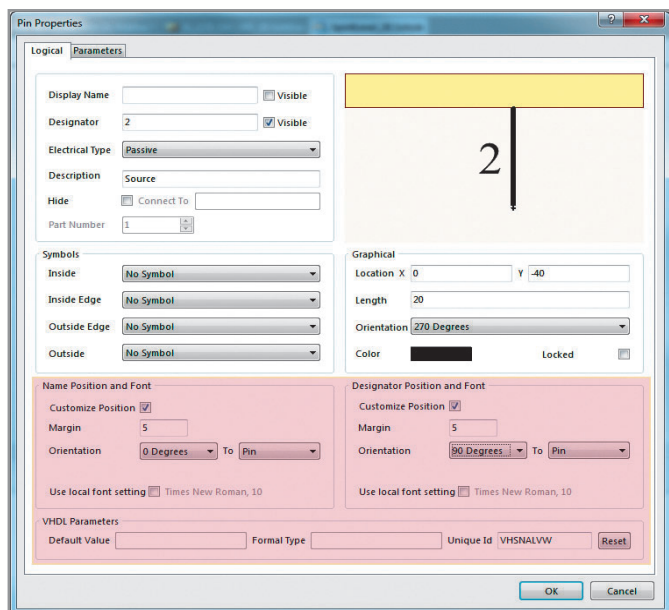 Pin Properties
Logical Parameters
Display Name Visible
Designator 2 Visible
Electrical Type Passive
Description Source
Hide Connect To
Part Number 1
2
Symbols
Inside No Symbol
Inside Edge No Symbol
Outside Edge No Symbol
Outside No Symbol
Graphical
Location X 0 Y -40
Length 20
Orientation 270 Degrees
Color Locked
Name Position and Font
Customize Position
Margin 5
Orientation 0 Degrees To Pin
Use local font setting Times New Roman, 10
Designator Position and Font
Customize Position
Margin 5
Orientation 90 Degrees To Pin
Use local font setting Times New Roman, 10
VHDL Parameters
Default Value Formal Type Unique Id VHSNALVW Reset
OK Cancel